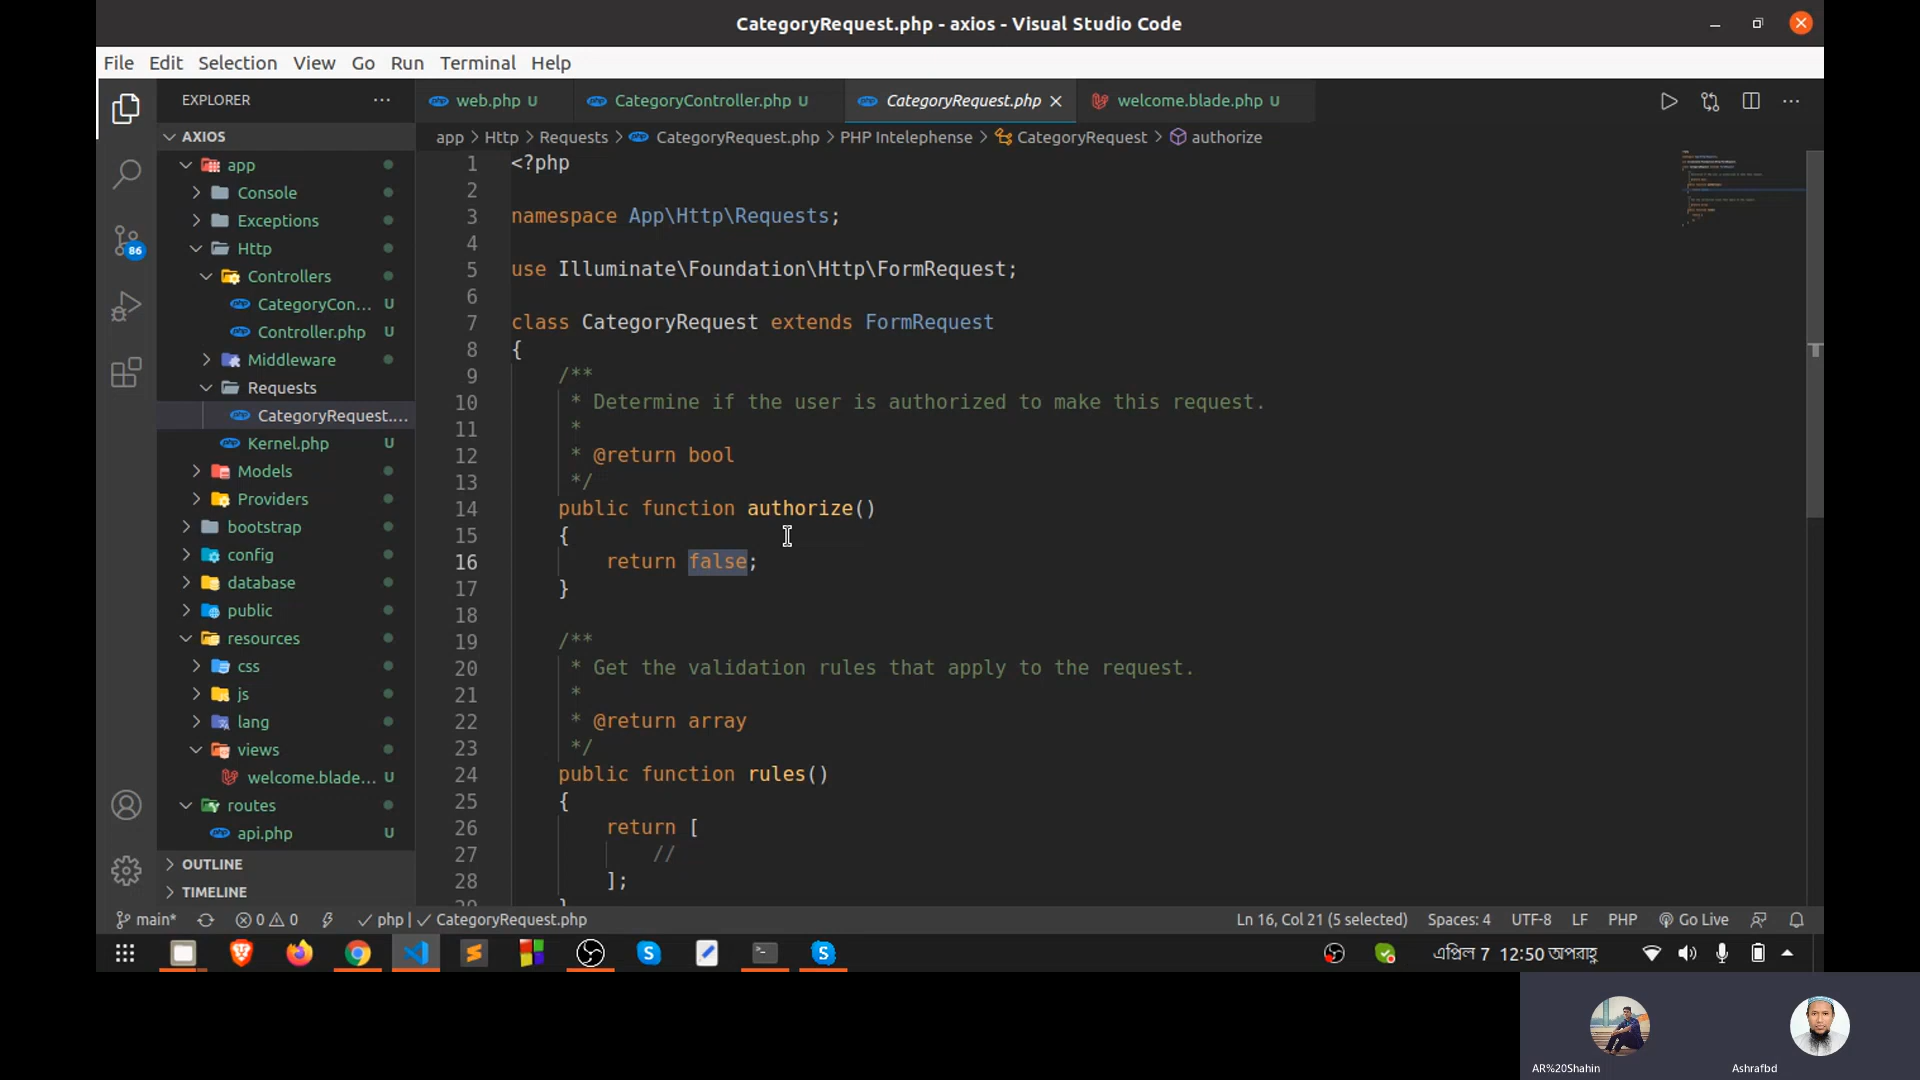 CategoryRequest.php - axios - Visual Studio Code
File Edit Selection View Go Run Terminal Help
EXPLORER
AXIOS
app
Console
Exceptions
Http
Controllers
CategoryCon... U
Controller.php U
Middleware
Requests
CategoryRequest....
Kernel.php U
Models
Providers
bootstrap
config
database
public
resources
css
js
lang
views
welcome.blade... U
routes
api.php U
OUTLINE
TIMELINE
86
web.php U CategoryController.php U CategoryRequest.php welcome.blade.php U
app > Http > Requests > CategoryRequest.php > PHP Intelephense > CategoryRequest > authorize
1 <?php
2
3 namespace App\Http\Requests;
4
5 use Illuminate\Foundation\Http\FormRequest;
6
7 class CategoryRequest extends FormRequest
8 {
9 /**
10 * Determine if the user is authorized to make this request.
11 *
12 * @return bool
13 */
14 public function authorize()
15 {
16 return false;
17 }
18
19 /**
20 * Get the validation rules that apply to the request.
21 *
22 * @return array
23 */
24 public function rules()
25 {
26 return [
27 //
28 ];
main* 0 0 php | CategoryRequest.php Ln 16, Col 21 (5 selected) Spaces: 4 UTF-8 LF PHP Go Live
এপ্রিল 7 12:50 অপরাহ্ণ
AR%20Shahin Ashrafbd